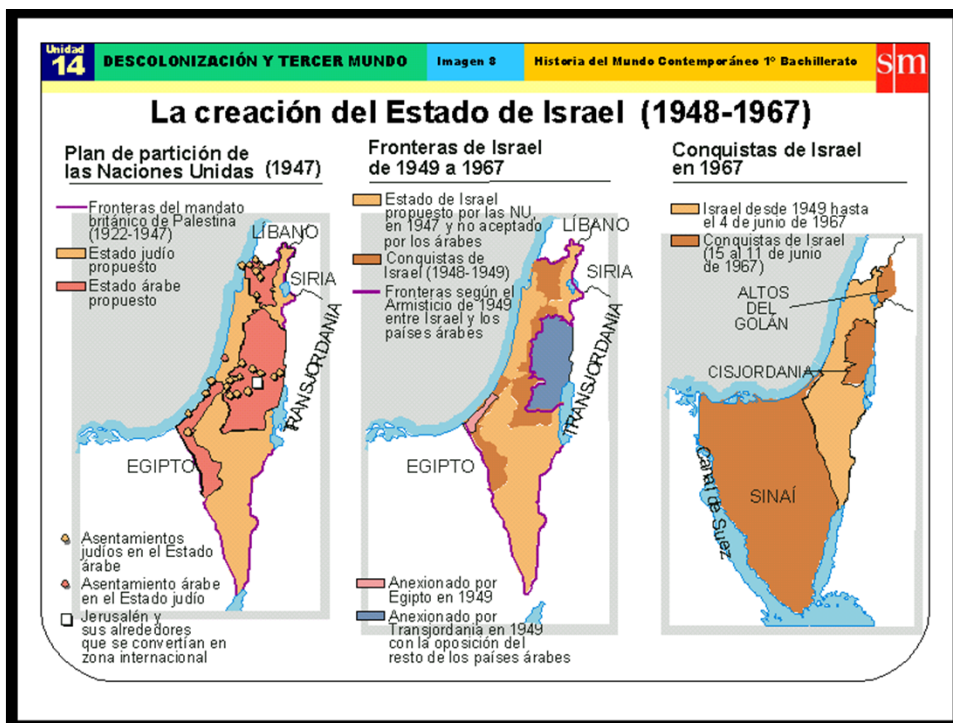 Unidad
14
DESCOLONIZACIÓN Y TERCER MUNDO
Imagen 8
Historia del Mundo Contemporáneo 1º Bachillerato
sm
La creación del Estado de Israel (1948-1967)
Plan de partición de
las Naciones Unidas (1947)
Fronteras del mandato
británico de Palestina
(1922-1947)
Estado judío
propuesto
Estado árabe
propuesto
LÍBANO
SIRIA
TRANSJORDANIA
EGIPTO
Asentamientos
judíos en el Estado
árabe
Asentamiento árabe
en el Estado judío
Jerusalén y
sus alrededores
que se convertían en
zona internacional
Fronteras de Israel
de 1949 a 1967
Estado de Israel
propuesto por las NU
en 1947 y no aceptado
por los árabes
Conquistas de
Israel (1948-1949)
Fronteras según el
Armisticio de 1949
entre Israel y los
países árabes
LÍBANO
SIRIA
TRANSJORDANIA
EGIPTO
Anexionado por
Egipto en 1949
Anexionado por
Transjordania en 1949
con la oposición del
resto de los países árabes
Conquistas de Israel
en 1967
Israel desde 1949 hasta
el 4 de junio de 1967
Conquistas de Israel
(15 al 11 de junio
de 1967)
ALTOS
DEL
GOLÁN
CISJORDANIA
SINAÍ
Canal de Suez